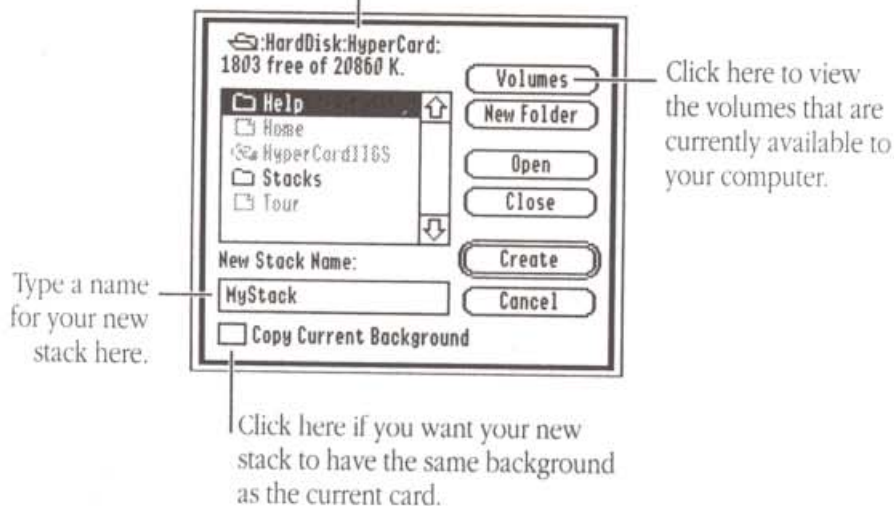 :HardDisk:HyperCard:
1803 free of 20860 K.
Help
Home
HyperCardIIGS
Stacks
Tour
Volumes
New Folder
Open
Close
Create
Cancel
New Stack Name:
MyStack
Copy Current Background
Click here to view
the volumes that are
currently available to
your computer.
Type a name
for your new
stack here.
Click here if you want your new
stack to have the same background
as the current card.